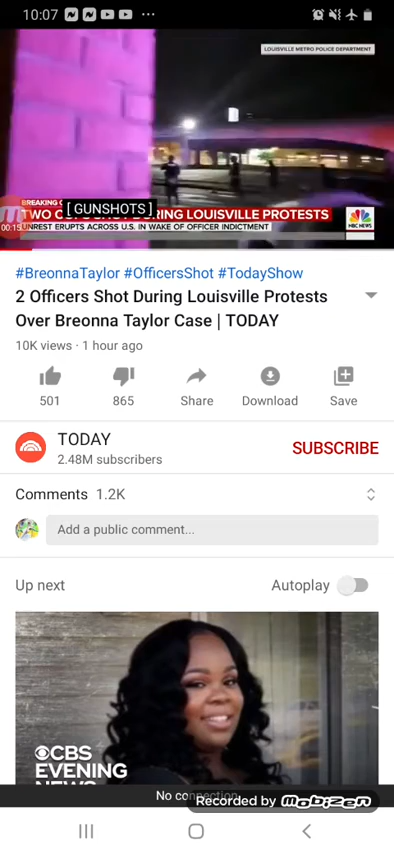 10:07
LOUISVILLE METRO POLICE DEPARTMENT
BREAKING
[ GUNSHOTS ]
TWO RING LOUISVILLE PROTESTS
00:15
UNREST ERUPTS ACROSS U.S. IN WAKE OF OFFICER INDICTMENT
NBC NEWS
#BreonnaTaylor #OfficersShot #TodayShow
2 Officers Shot During Louisville Protests
Over Breonna Taylor Case | TODAY
10K views · 1 hour ago
501 865 Share Download Save
TODAY
2.48M subscribers
SUBSCRIBE
Comments 1.2K
Add a public comment...
Up next Autoplay
CBS
EVENING
NEWS
No connection
Recorded by mobizen